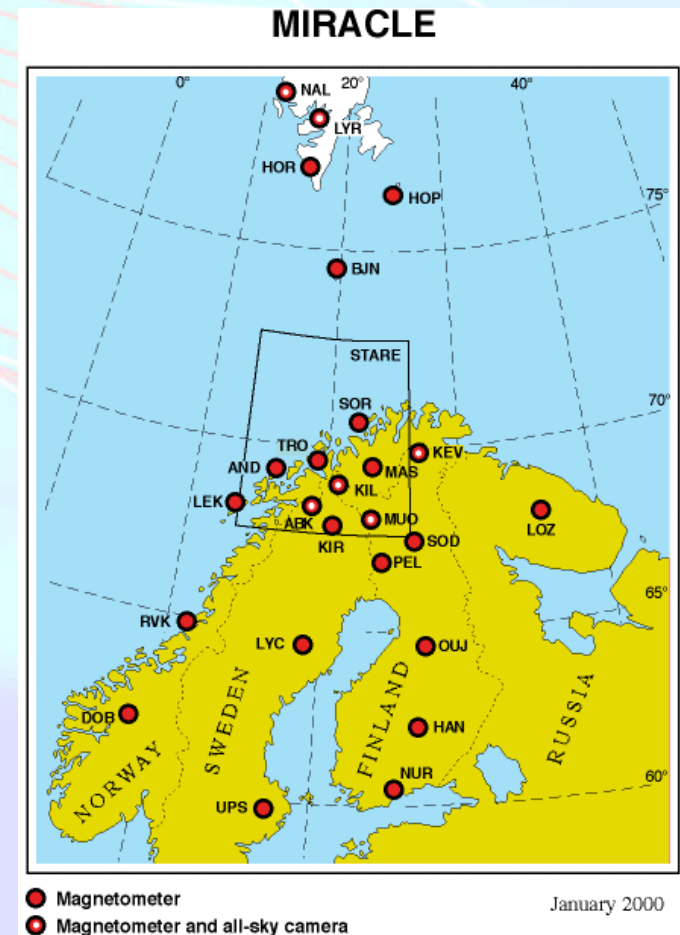 MIRACLE
0°
20°
40°
NAL
LYR
HOR
HOP
75°
BJN
STARE
70°
SOR
TRO
KEV
AND
MAS
KIL
LEK
ABK
MUO
LOZ
KIR
SOD
PEL
65°
RVK
LYC
OUJ
SWEDEN
FINLAND
RUSSIA
DOB
HAN
NORWAY
NUR
60°
UPS
Magnetometer
January 2000
Magnetometer and all-sky camera